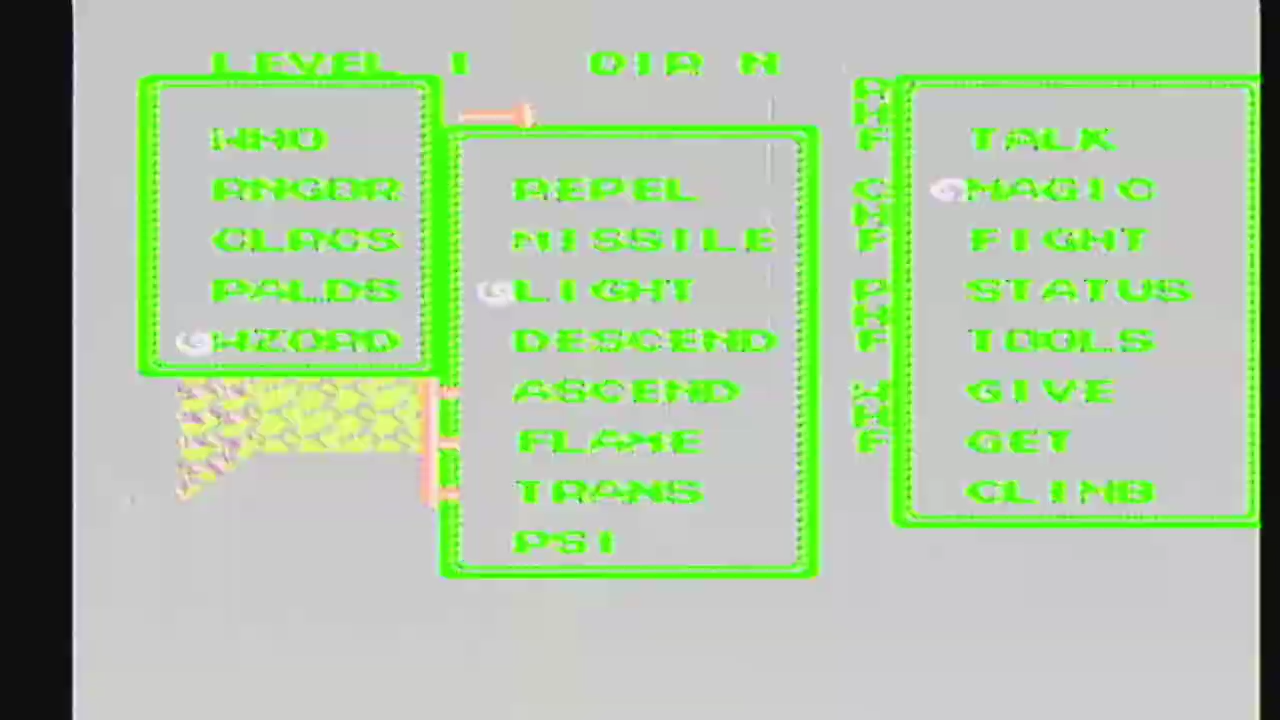 LEVEL 1 DIR N
WHO
ANGOR
CLACS
PALDS
WZORD
REPEL
MISSILE
LIGHT
DESCEND
ASCEND
FLAME
TRANS
PSI
TALK
MAGIC
FIGHT
STATUS
TOOLS
GIVE
GET
CLIMB